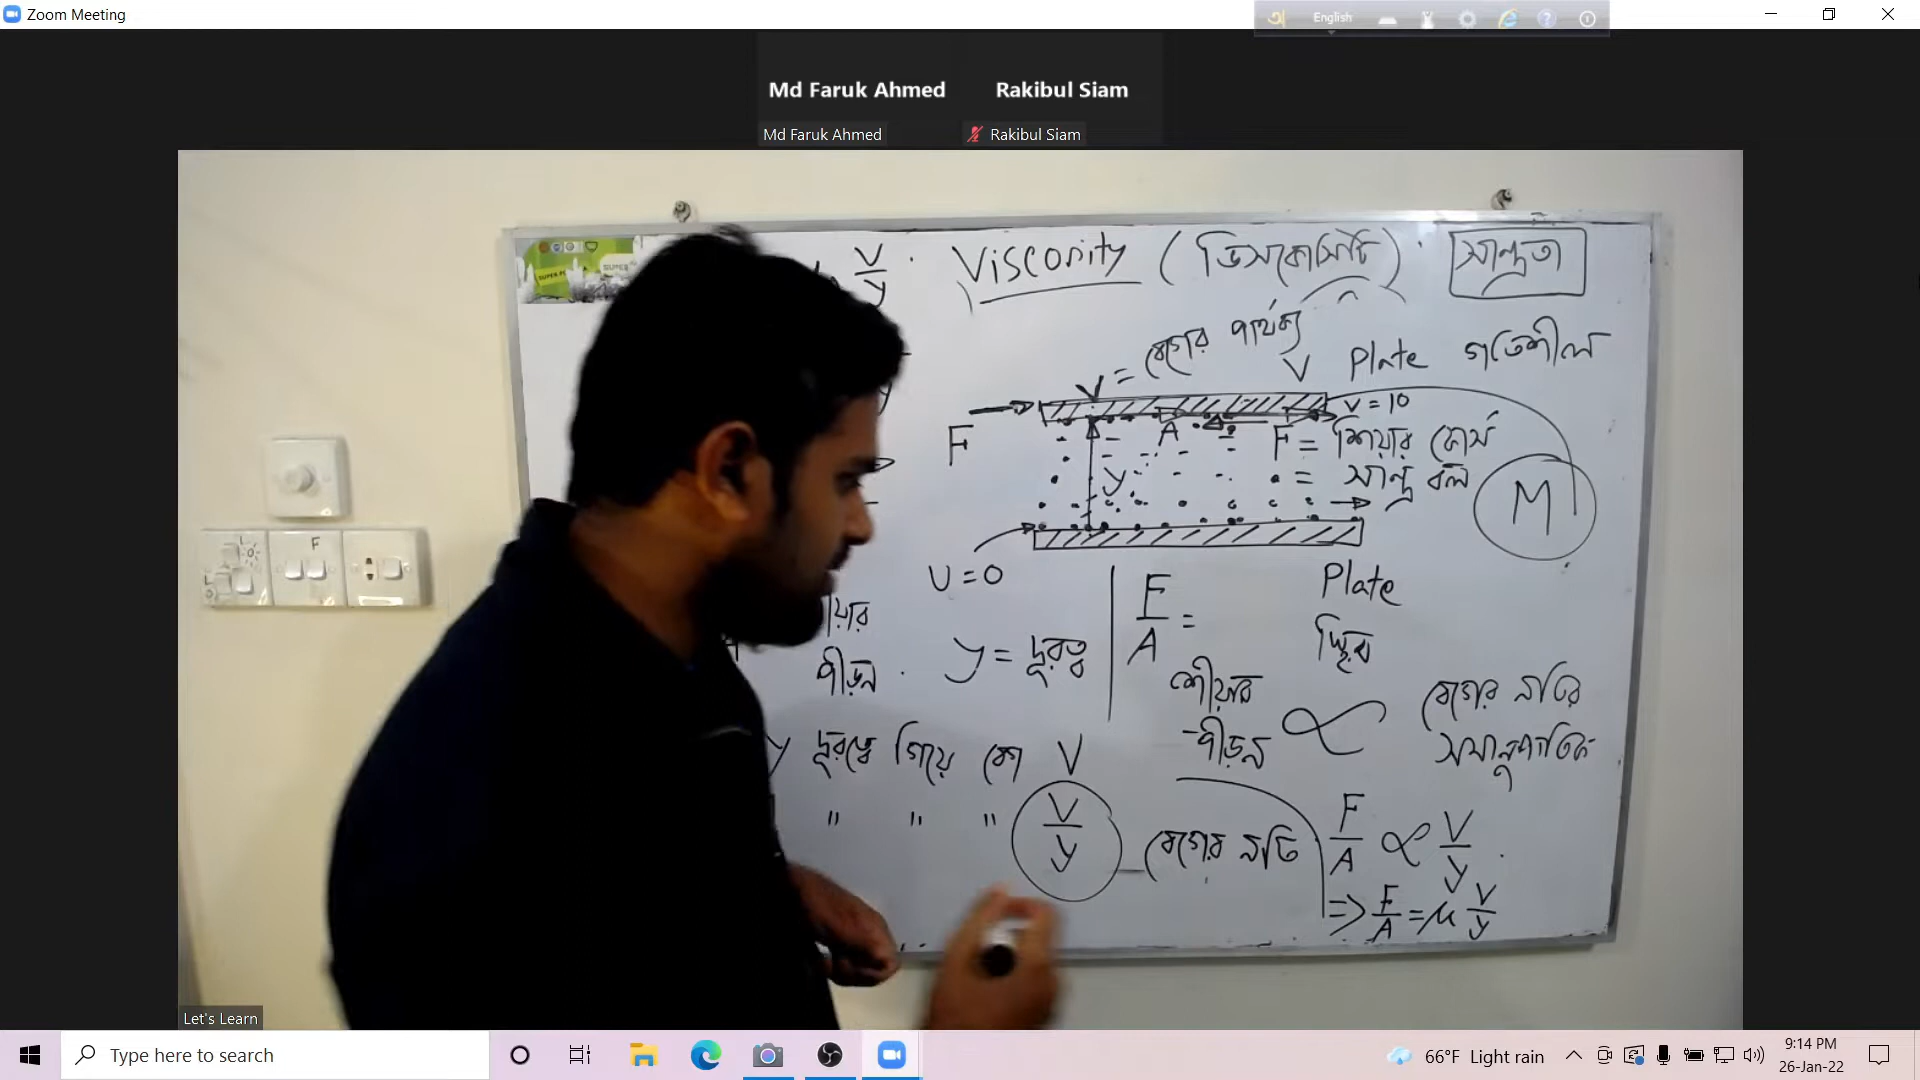 Zoom Meeting
English
Md Faruk Ahmed
Rakibul Siam
Md Faruk Ahmed
Rakibul Siam
V/y . Viscority (ভিসকোসিটি) . সান্দ্রতা
V = বেগের পার্থক্য
V Plate গতিশীল
V = 10
F
A
F = শিয়ার ফোর্স
= সান্দ্র বল
y
M
U = 0
Plate
স্থির
F/A =
শীয়ার
পীড়ন
y = দূরত্ব
পীড়ন .
শীয়ার পীড়ন ∝ বেগের নতির সমানুপাতিক
y দূরত্বে গিয়ে বেগ V
" " " V/y বেগের নতি
F/A ∝ V/y .
=> F/A = μ V/y
Let's Learn
Type here to search
66°F Light rain
9:14 PM
26-Jan-22